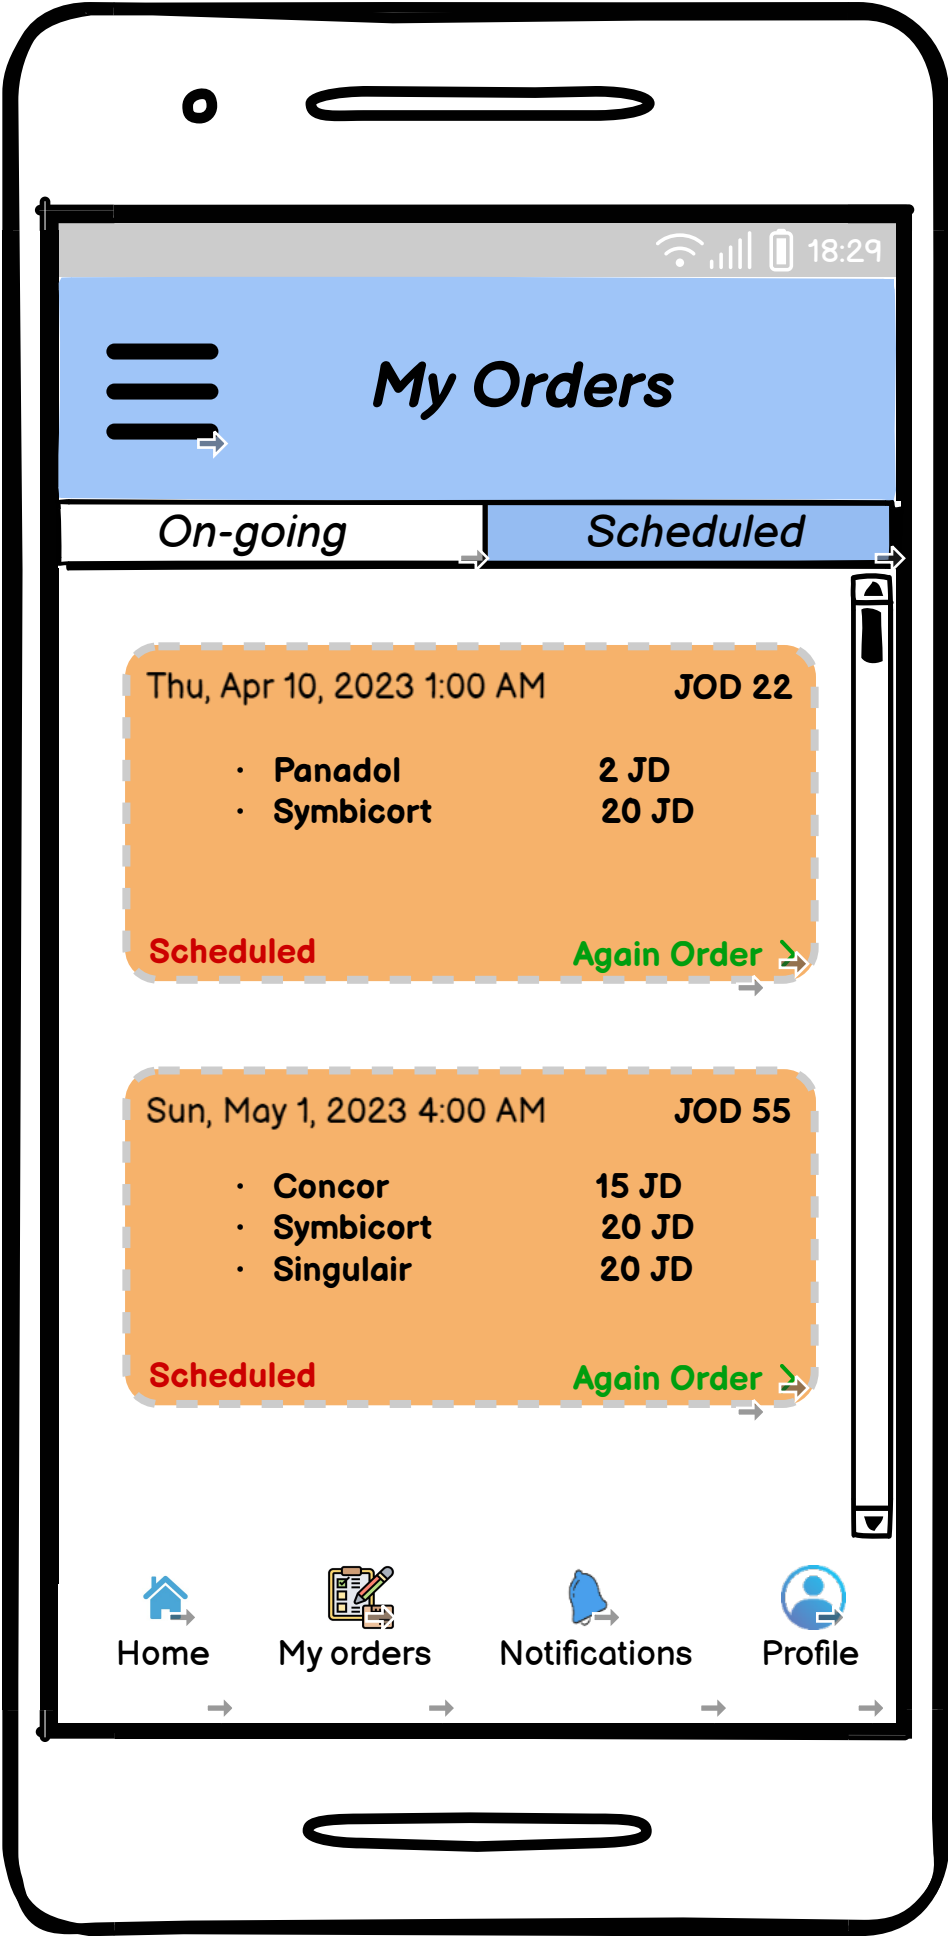 18:29
My Orders
On-going Scheduled
Thu, Apr 10, 2023 1:00 AM JOD 22
· Panadol 2 JD
· Symbicort 20 JD
Scheduled Again Order
Sun, May 1, 2023 4:00 AM JOD 55
· Concor 15 JD
· Symbicort 20 JD
· Singulair 20 JD
Scheduled Again Order
Home My orders Notifications Profile